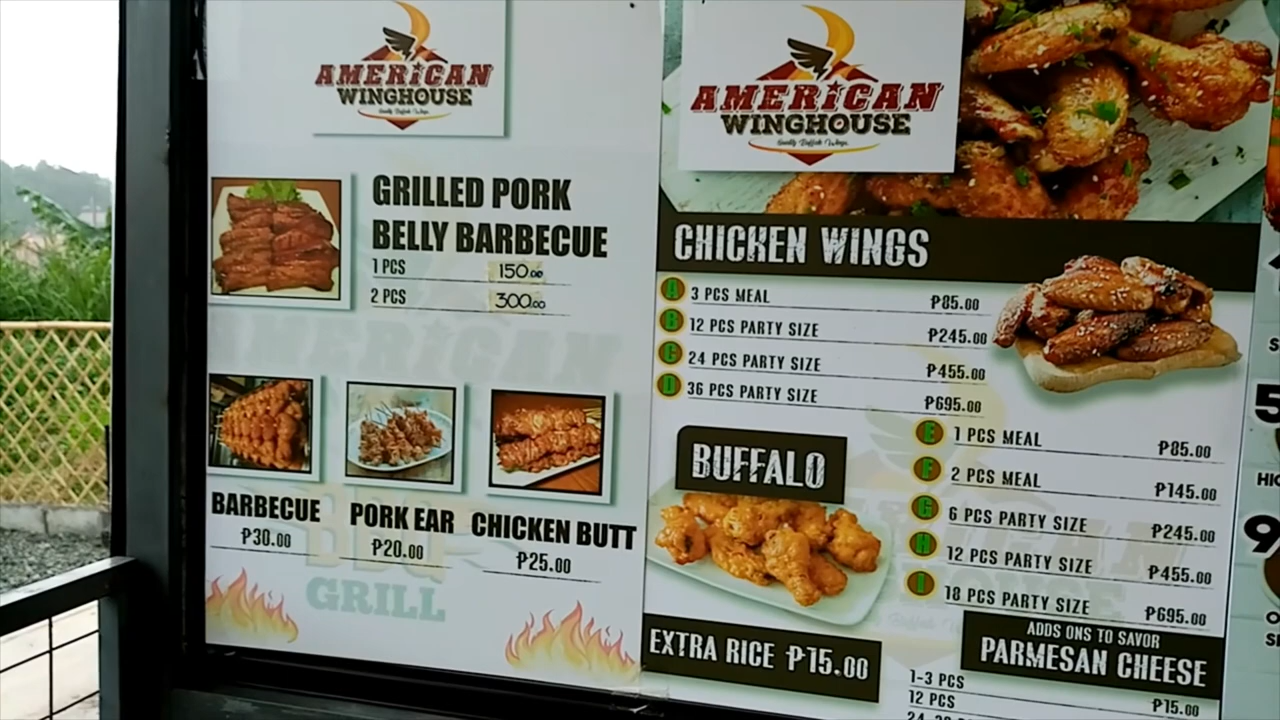 AMERICAN
WINGHOUSE
GRILLED PORK
BELLY BARBECUE
1 PCS 150.00
2 PCS 300.00
AMERICAN
BARBECUE
₱30.00
PORK EAR
₱20.00
CHICKEN BUTT
₱25.00
BBQ
GRILL
AMERICAN
WINGHOUSE
CHICKEN WINGS
A 3 PCS MEAL ₱85.00
B 12 PCS PARTY SIZE ₱245.00
C 24 PCS PARTY SIZE ₱455.00
D 36 PCS PARTY SIZE ₱695.00
BUFFALO
E 1 PCS MEAL ₱85.00
F 2 PCS MEAL ₱145.00
G 6 PCS PARTY SIZE ₱245.00
H 12 PCS PARTY SIZE ₱455.00
I 18 PCS PARTY SIZE ₱695.00
EXTRA RICE ₱15.00
ADDS ONS TO SAVOR
PARMESAN CHEESE
1-3 PCS ₱15.00
12 PCS